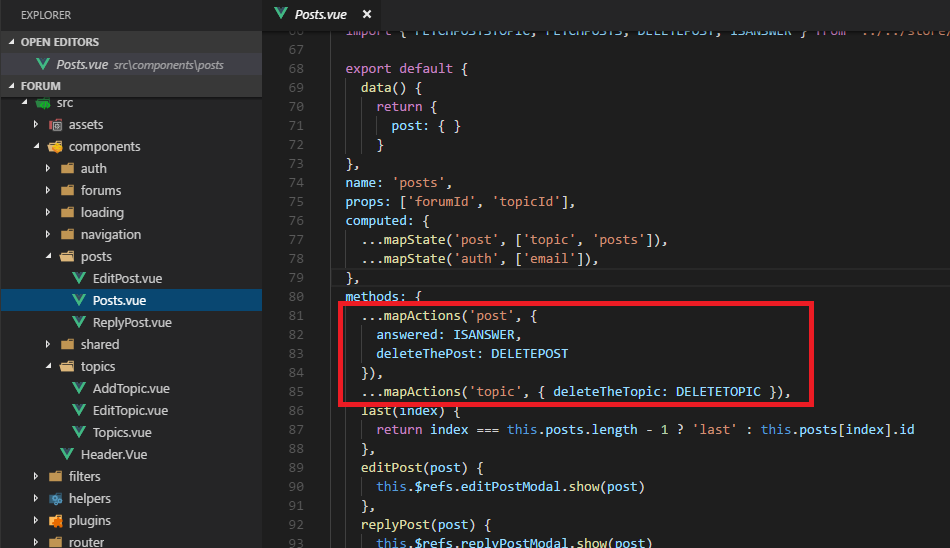 EXPLORER
OPEN EDITORS
Posts.vue src\components\posts
FORUM
src
assets
components
auth
forums
loading
navigation
posts
EditPost.vue
Posts.vue
ReplyPost.vue
shared
topics
AddTopic.vue
EditTopic.vue
Topics.vue
Header.Vue
filters
helpers
plugins
router
Posts.vue ×
66 import { FETCHPOSTSTOPIC, FETCHPOSTS, DELETEPOST, ISANSWER } from '../../store/
67
68 export default {
69 data() {
70 return {
71 post: { }
72 }
73 },
74 name: 'posts',
75 props: ['forumId', 'topicId'],
76 computed: {
77 ...mapState('post', ['topic', 'posts']),
78 ...mapState('auth', ['email']),
79 },
80 methods: {
81 ...mapActions('post', {
82 answered: ISANSWER,
83 deleteThePost: DELETEPOST
84 }),
85 ...mapActions('topic', { deleteTheTopic: DELETETOPIC }),
86 last(index) {
87 return index === this.posts.length - 1 ? 'last' : this.posts[index].id
88 },
89 editPost(post) {
90 this.$refs.editPostModal.show(post)
91 },
92 replyPost(post) {
93 this.$refs.replyPostModal.show(post)